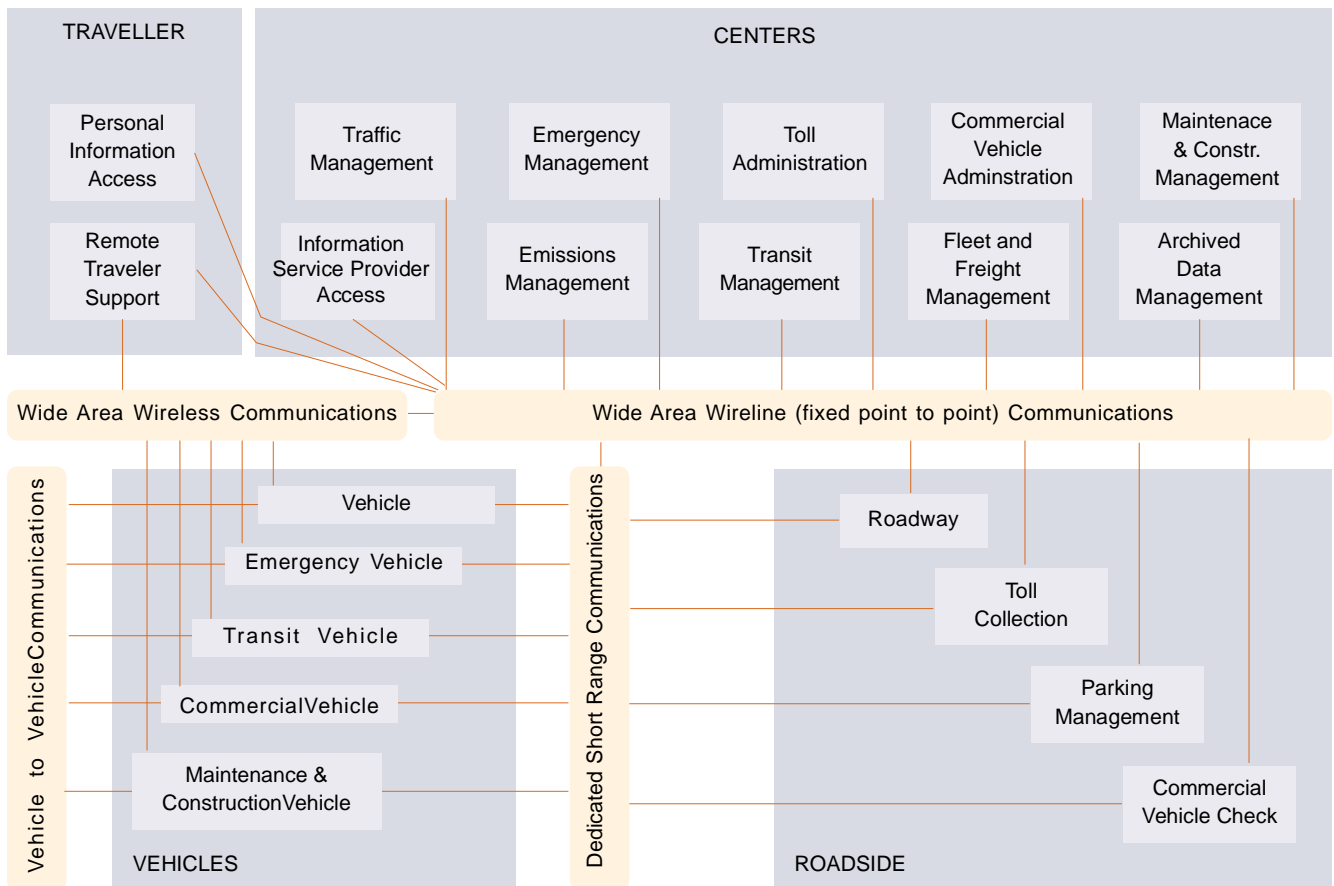 TRAVELLER
CENTERS
Personal
Information
Access
Traffic
Management
Emergency
Management
Toll
Administration
Commercial
Vehicle
Adminstration
Maintenace
& Constr.
Management
Remote
Traveler
Support
Information
Service Provider
Access
Emissions
Management
Transit
Management
Fleet and
Freight
Management
Archived
Data
Management
Wide Area Wireless Communications
Wide Area Wireline (fixed point to point) Communications
Vehicle to VehicleCommunications
Vehicle
Emergency Vehicle
Transit Vehicle
CommercialVehicle
Maintenance &
ConstructionVehicle
VEHICLES
Dedicated Short Range Communications
Roadway
Toll
Collection
Parking
Management
Commercial
Vehicle Check
ROADSIDE